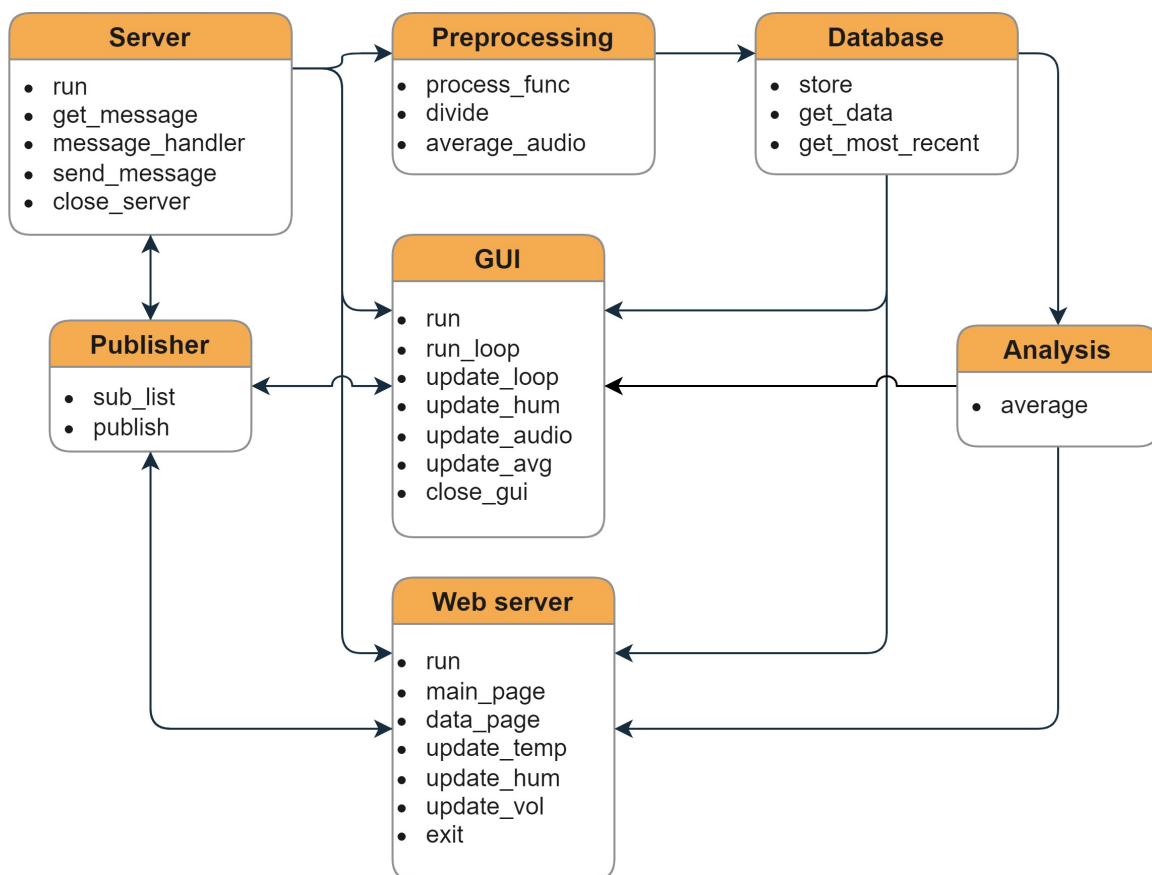 Server
run
get_message
message_handler
send_message
close_server
Preprocessing
process_func
divide
average_audio
Database
store
get_data
get_most_recent
Publisher
sub_list
publish
GUI
run
run_loop
update_loop
update_hum
update_audio
update_avg
close_gui
Analysis
average
Web server
run
main_page
data_page
update_temp
update_hum
update_vol
exit